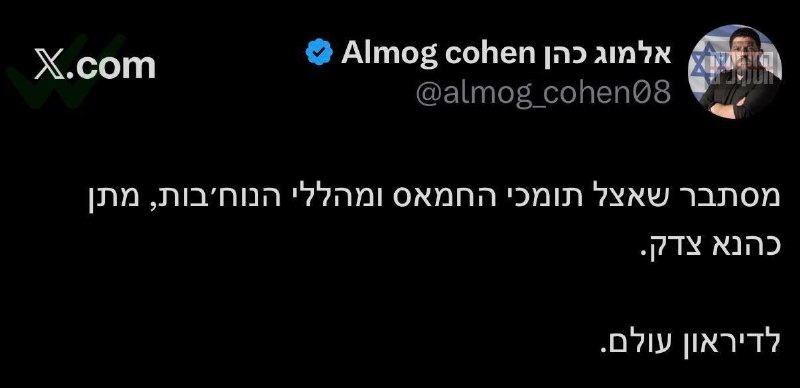 X.com
אלמוג כהן Almog cohen
@almog_cohen08
מסתבר שאצל תומכי החמאס ומהללי הנוח׳בות, מתן
כהנא צדק.
לדיראון עולם.